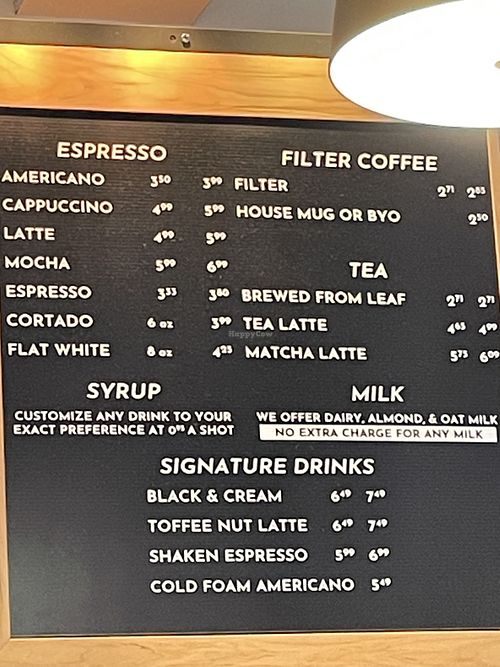 ESPRESSO
AMERICANO 3⁵⁰ 3⁹⁹
CAPPUCCINO 4⁹⁹ 5⁹⁹
LATTE 4⁹⁹ 5⁹⁹
MOCHA 5⁹⁹ 6⁹⁹
ESPRESSO 3³³ 3⁸⁰
CORTADO 6 oz 3⁹⁹
FLAT WHITE 8 oz 4²⁵
FILTER COFFEE
FILTER 2⁷¹ 2⁸⁵
HOUSE MUG OR BYO 2⁵⁰
TEA
BREWED FROM LEAF 2⁷¹ 2⁷¹
TEA LATTE 4⁶⁵ 4⁹⁹
MATCHA LATTE 5⁷⁵ 6⁰⁹
SYRUP
CUSTOMIZE ANY DRINK TO YOUR
EXACT PREFERENCE AT 0⁹⁵ A SHOT
MILK
WE OFFER DAIRY, ALMOND, & OAT MILK
NO EXTRA CHARGE FOR ANY MILK
SIGNATURE DRINKS
BLACK & CREAM 6⁴⁹ 7⁴⁹
TOFFEE NUT LATTE 6⁴⁹ 7⁴⁹
SHAKEN ESPRESSO 5⁹⁹ 6⁹⁹
COLD FOAM AMERICANO 5⁴⁹
HappyCow